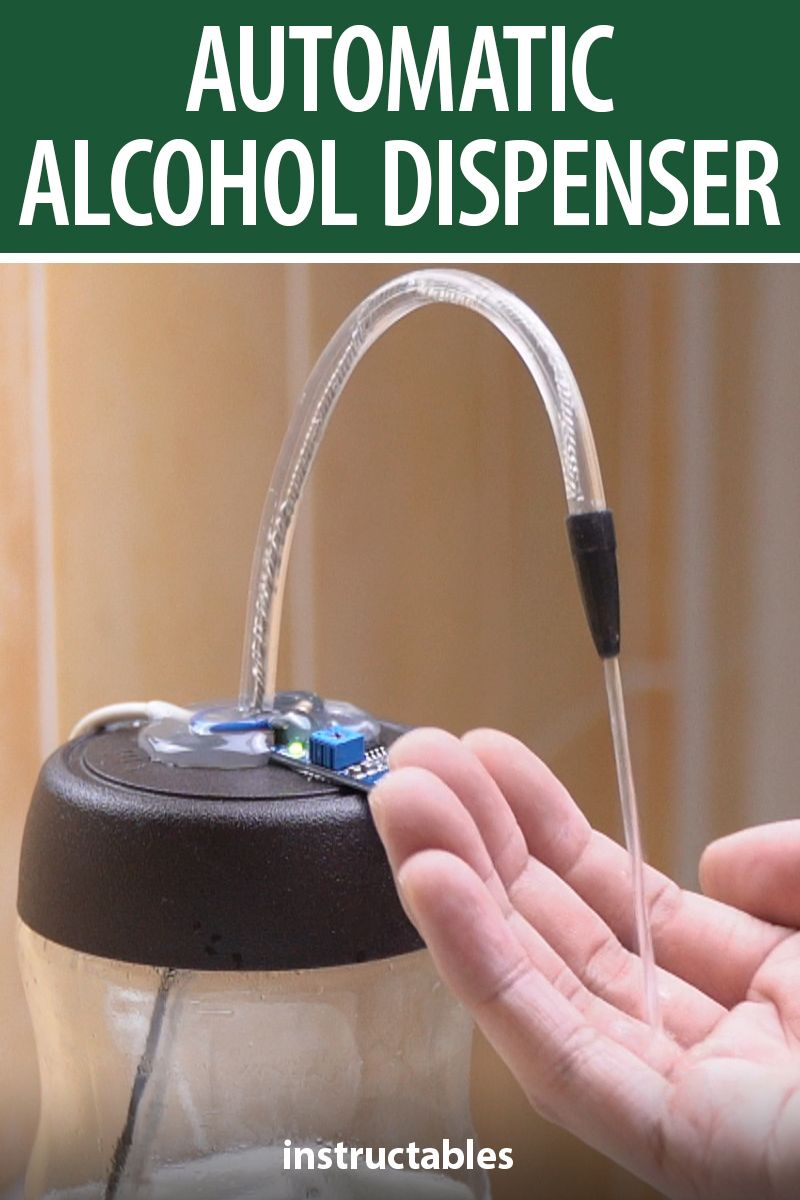 AUTOMATIC
ALCOHOL DISPENSER
instructables